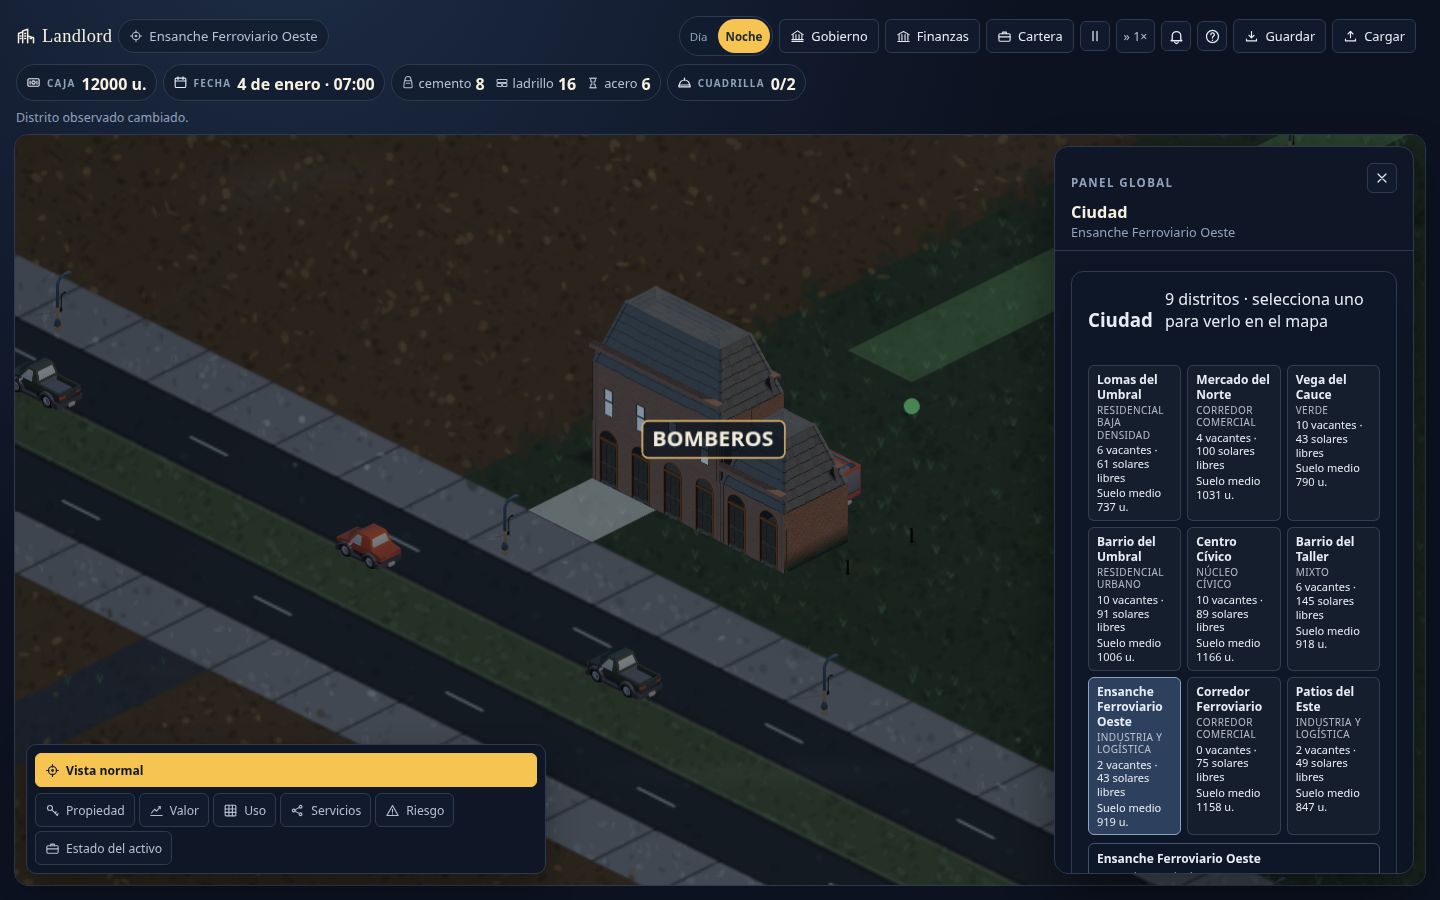 Landlord
Ensanche Ferroviario Oeste
Día
Noche
Gobierno
Finanzas
Cartera
» 1×
Guardar
Cargar
CAJA 12000 u.
FECHA 4 de enero · 07:00
cemento 8 ladrillo 16 acero 6
CUADRILLA 0/2
Distrito observado cambiado.
BOMBEROS
PANEL GLOBAL
Ciudad
Ensanche Ferroviario Oeste
Ciudad
9 distritos · selecciona uno
para verlo en el mapa
Lomas del
Umbral
RESIDENCIAL
BAJA
DENSIDAD
6 vacantes ·
61 solares
libres
Suelo medio
737 u.
Mercado del
Norte
CORREDOR
COMERCIAL
4 vacantes ·
100 solares
libres
Suelo medio
1031 u.
Vega del
Cauce
VERDE
10 vacantes ·
43 solares
libres
Suelo medio
790 u.
Barrio del
Umbral
RESIDENCIAL
URBANO
10 vacantes ·
91 solares
libres
Suelo medio
1006 u.
Centro
Cívico
NÚCLEO
CÍVICO
10 vacantes ·
89 solares
libres
Suelo medio
1166 u.
Barrio del
Taller
MIXTO
6 vacantes ·
145 solares
libres
Suelo medio
918 u.
Ensanche
Ferroviario
Oeste
INDUSTRIA Y
LOGÍSTICA
2 vacantes ·
43 solares
libres
Suelo medio
919 u.
Corredor
Ferroviario
CORREDOR
COMERCIAL
0 vacantes ·
75 solares
libres
Suelo medio
1158 u.
Patios del
Este
INDUSTRIA Y
LOGÍSTICA
2 vacantes ·
49 solares
libres
Suelo medio
847 u.
Ensanche Ferroviario Oeste
Vista normal
Propiedad
Valor
Uso
Servicios
Riesgo
Estado del activo